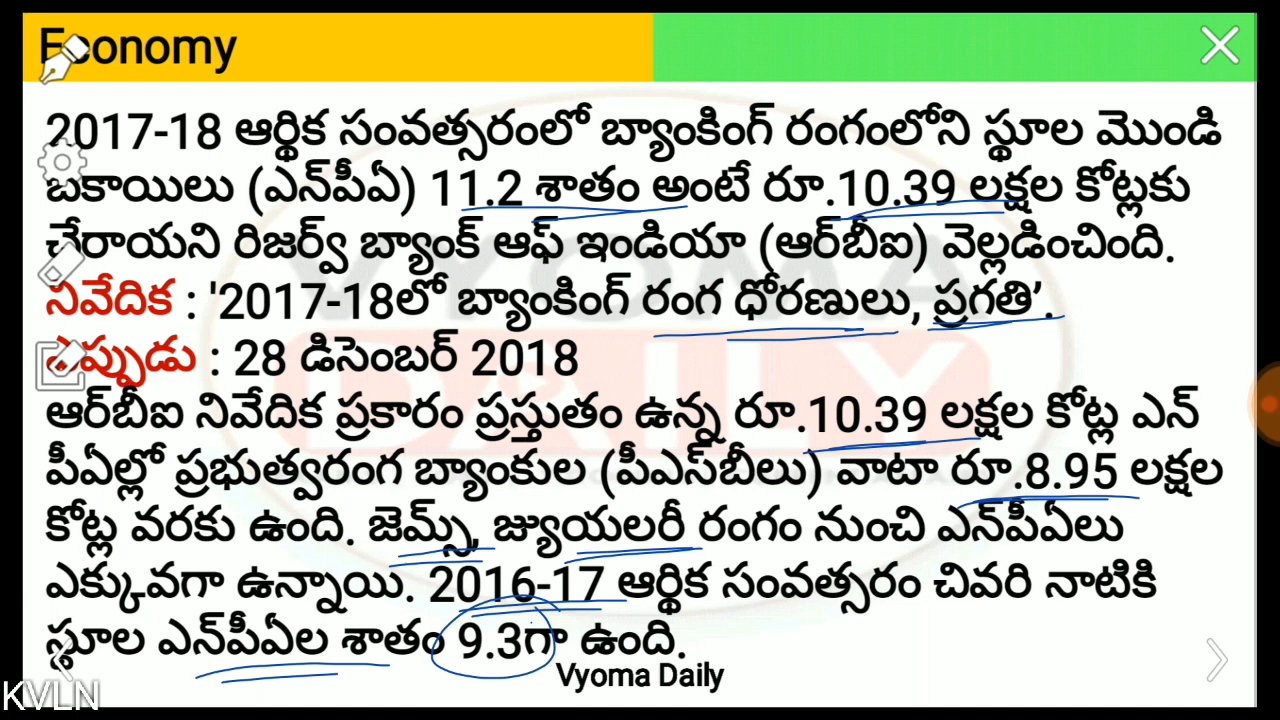 Economy
2017-18 ఆర్థిక సంవత్సరంలో బ్యాంకింగ్ రంగంలోని స్థూల మొండి
బకాయిలు (ఎన్‌పీఏ) 11.2 శాతం అంటే రూ.10.39 లక్షల కోట్లకు
చేరాయని రిజర్వ్ బ్యాంక్ ఆఫ్ ఇండియా (ఆర్‌బీఐ) వెల్లడించింది.
నివేదిక : '2017-18లో బ్యాంకింగ్ రంగ ధోరణులు, ప్రగతి’.
ఎప్పుడు : 28 డిసెంబర్ 2018
ఆర్‌బీఐ నివేదిక ప్రకారం ప్రస్తుతం ఉన్న రూ.10.39 లక్షల కోట్ల ఎన్
పీఏల్లో ప్రభుత్వరంగ బ్యాంకుల (పీఎస్‌బీలు) వాటా రూ.8.95 లక్షల
కోట్ల వరకు ఉంది. జెమ్స్, జ్యుయలరీ రంగం నుంచి ఎన్‌పీఏలు
ఎక్కువగా ఉన్నాయి. 2016-17 ఆర్థిక సంవత్సరం చివరి నాటికి
స్థూల ఎన్‌పీఏల శాతం 9.3గా ఉంది.
Vyoma Daily
KVLN
VYOMA
DAILY